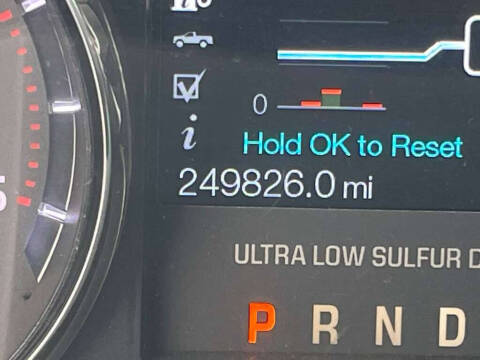 0
Hold OK to Reset
249826.0 mi
ULTRA LOW SULFUR D
P R N D